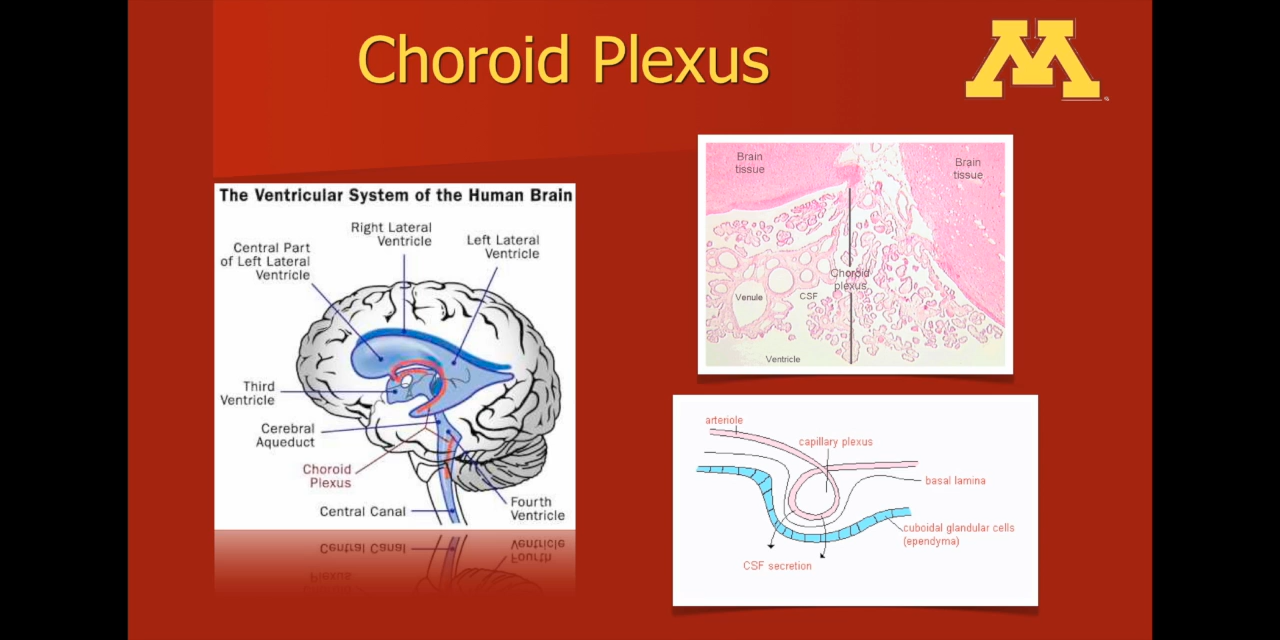 Choroid Plexus
M
The Ventricular System of the Human Brain
Right Lateral
Ventricle
Left Lateral
Ventricle
Central Part
of Left Lateral
Ventricle
Third
Ventricle
Cerebral
Aqueduct
Choroid
Plexus
Central Canal
Fourth
Ventricle
Brain
tissue
Brain
tissue
Choroid
plexus
Venule
CSF
Ventricle
arteriole
capillary plexus
basal lamina
cuboidal glandular cells
(ependyma)
CSF secretion